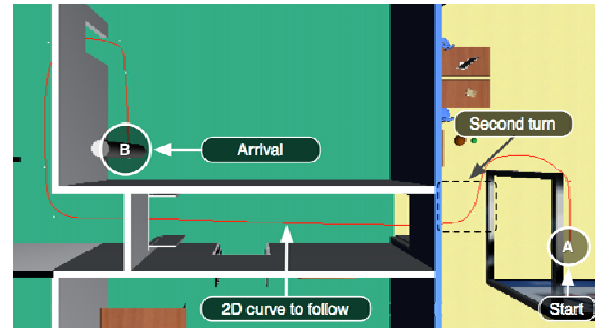 Second turn
B
Arrival
A
2D curve to follow
Start